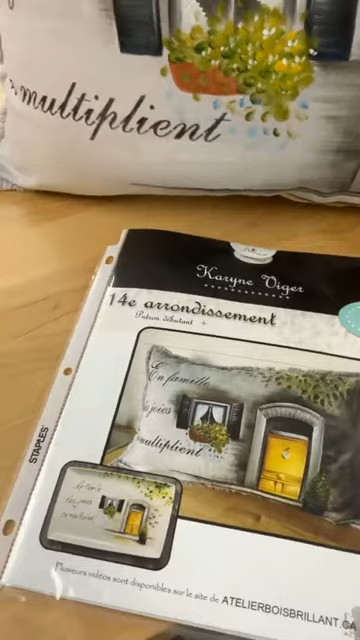 multiplient
Karyne Viger
14e arrondissement
Patron débutant +
En famille
joies
multiplient
STAPLES
Plusieurs vidéos sont disponibles sur le site de ATELIERBOISBRILLANT.CA